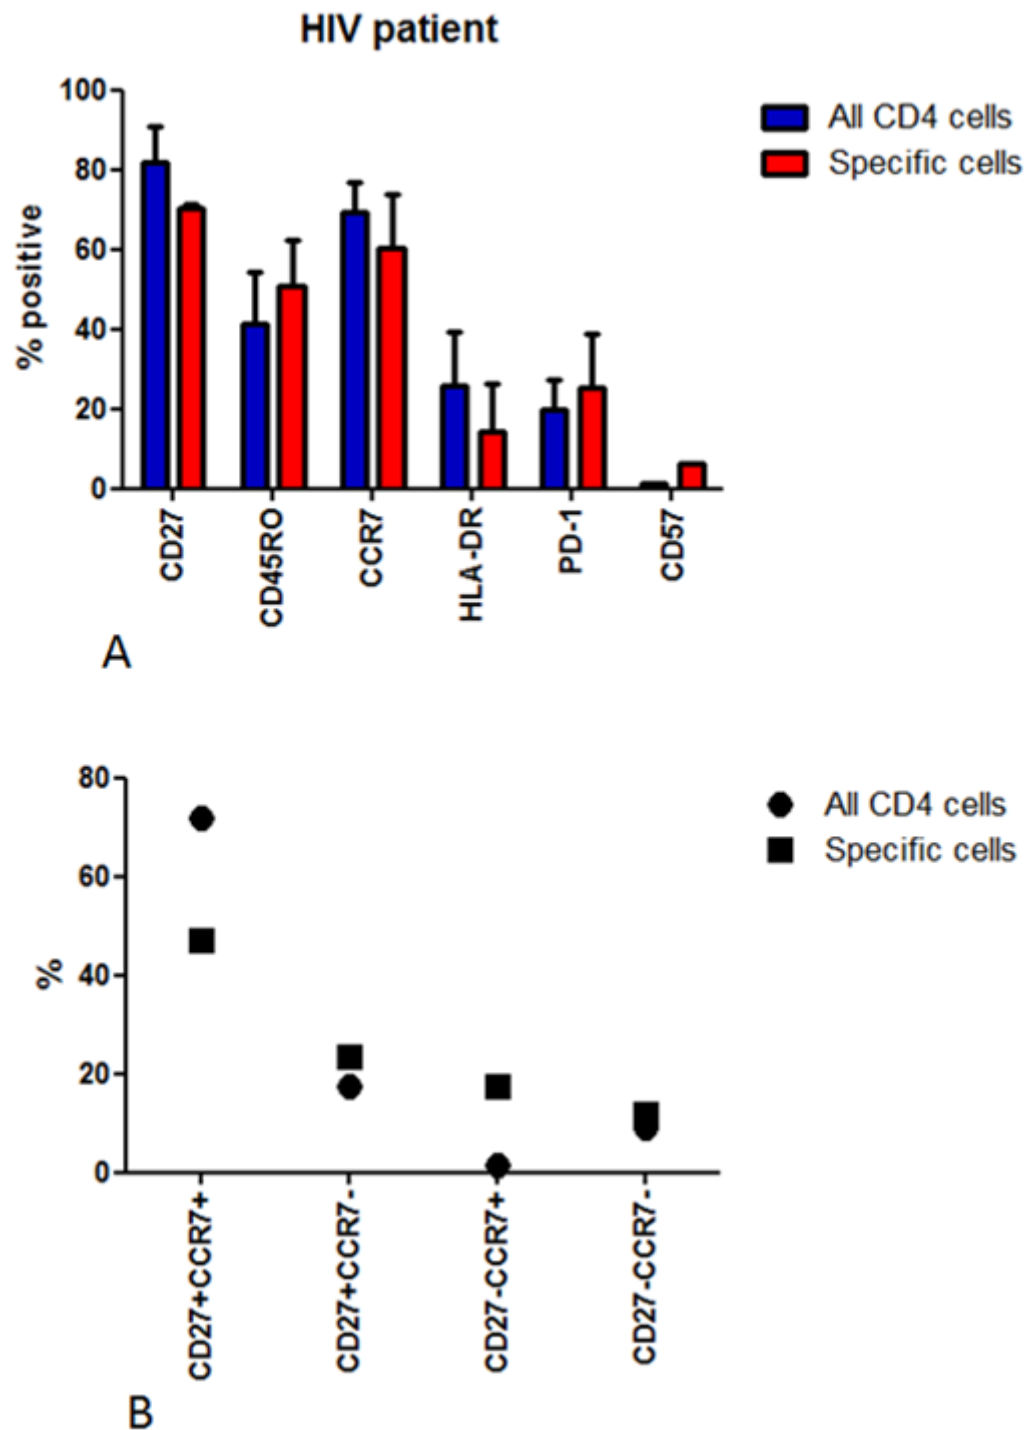 HIV patient
100
80
60
40
20
0
% positive
CD27
CD45RO
CCR7
HLA-DR
PD-1
CD57
All CD4 cells
Specific cells
A
80
60
40
20
0
%
CD27+CCR7+
CD27+CCR7-
CD27-CCR7+
CD27-CCR7-
All CD4 cells
Specific cells
B